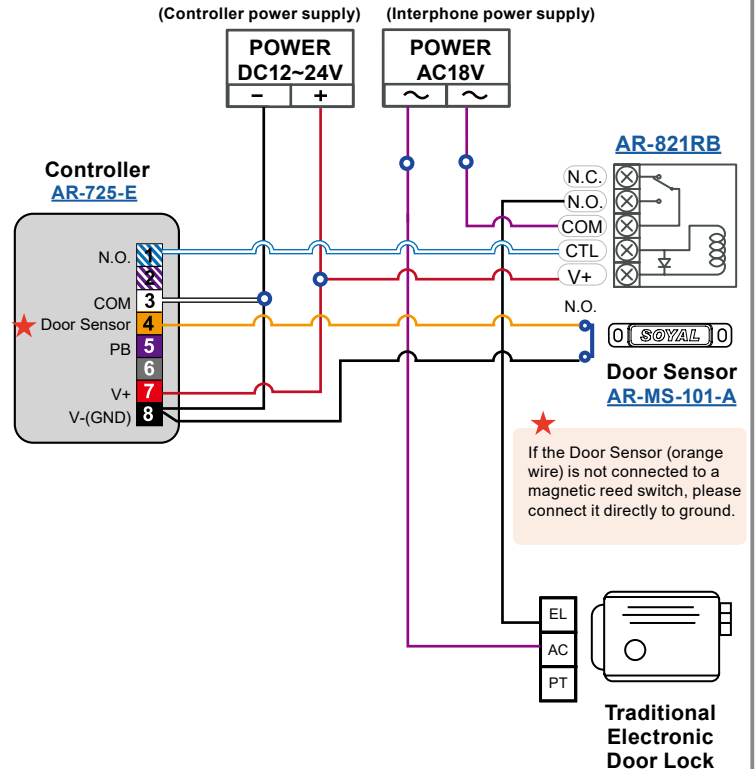 (Controller power supply)
(Interphone power supply)
POWER
DC12~24V
− +
POWER
AC18V
～ ～
AR-821RB
N.C.
N.O.
COM
CTL
V+
Controller
AR-725-E
N.O. 1
2
COM 3
Door Sensor 4
PB 5
6
V+ 7
V-(GND) 8
N.O.
SOYAL
Door Sensor
AR-MS-101-A
If the Door Sensor (orange
wire) is not connected to a
magnetic reed switch, please
connect it directly to ground.
EL
AC
PT
Traditional
Electronic
Door Lock